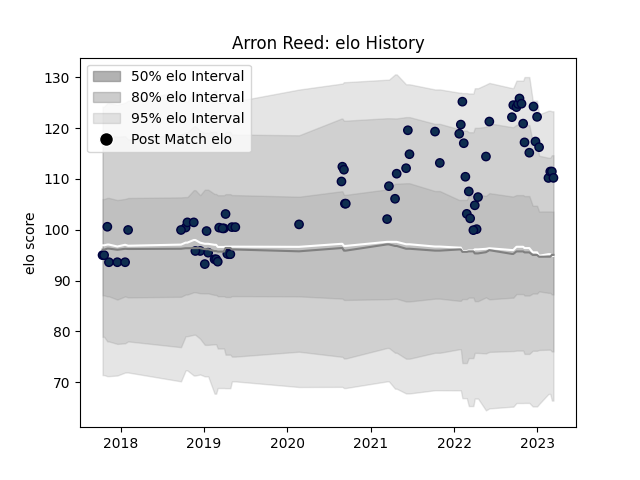 Arron Reed: elo History
50% elo Interval
80% elo Interval
95% elo Interval
Post Match elo
elo score
130
120
110
100
90
80
70
2018
2019
2020
2021
2022
2023